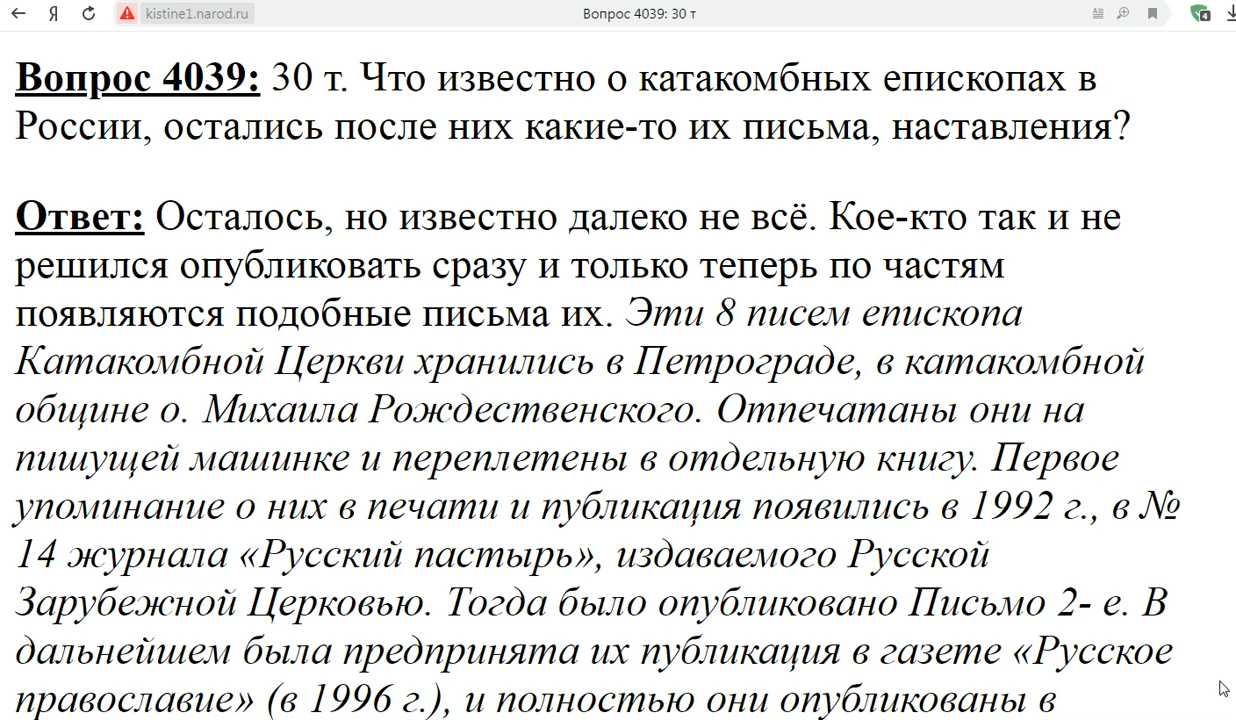 Я kistine1.narod.ru Вопрос 4039: 30 т 4
Вопрос 4039: 30 т. Что известно о катакомбных епископах в
России, остались после них какие-то их письма, наставления?
Ответ: Осталось, но известно далеко не всё. Кое-кто так и не
решился опубликовать сразу и только теперь по частям
появляются подобные письма их. Эти 8 писем епископа
Катакомбной Церкви хранились в Петрограде, в катакомбной
общине о. Михаила Рождественского. Отпечатаны они на
пишущей машинке и переплетены в отдельную книгу. Первое
упоминание о них в печати и публикация появились в 1992 г., в №
14 журнала «Русский пастырь», издаваемого Русской
Зарубежной Церковью. Тогда было опубликовано Письмо 2- е. В
дальнейшем была предпринята их публикация в газете «Русское
православие» (в 1996 г.), и полностью они опубликованы в